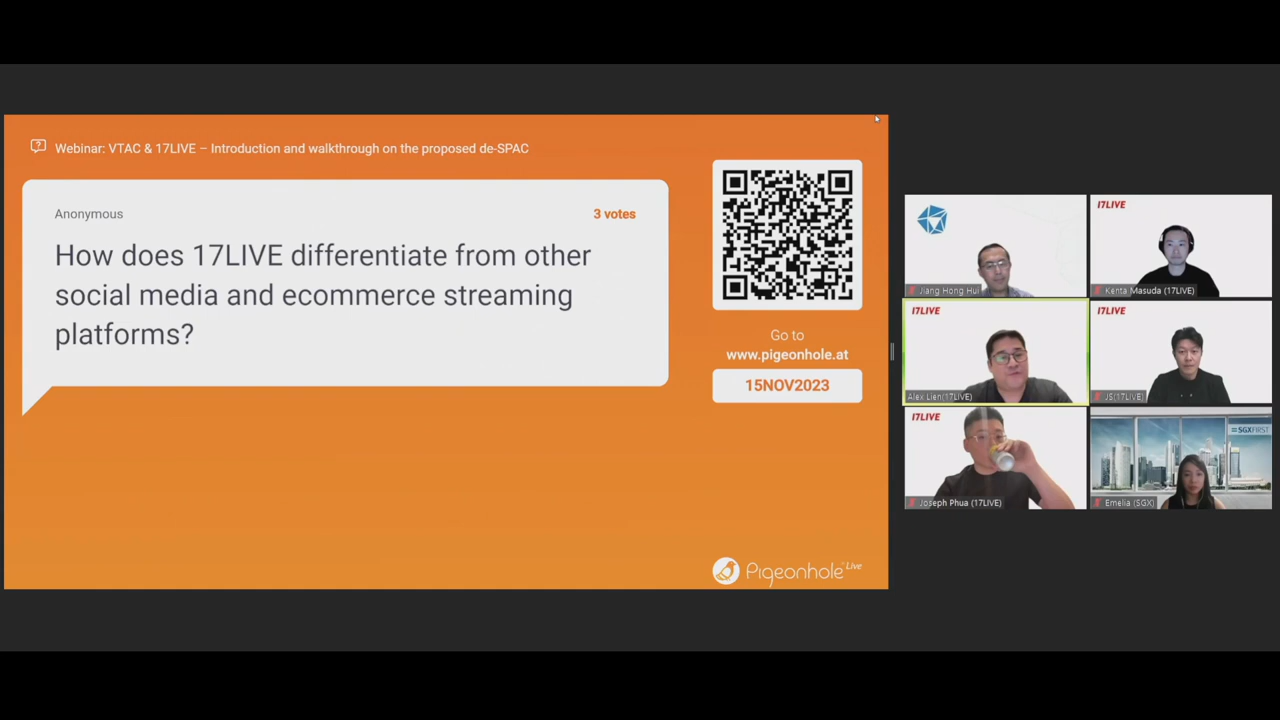 Webinar: VTAC & 17LIVE – Introduction and walkthrough on the proposed de-SPAC
Anonymous
3 votes
How does 17LIVE differentiate from other
social media and ecommerce streaming
platforms?
Go to
www.pigeonhole.at
15NOV2023
Pigeonhole Live
Jiang Hong Hui
17LIVE
Kenta Masuda (17LIVE)
17LIVE
Alex Lien(17LIVE)
17LIVE
JS(17LIVE)
17LIVE
Joseph Phua (17LIVE)
SGXFIRST
Emelia (SGX)